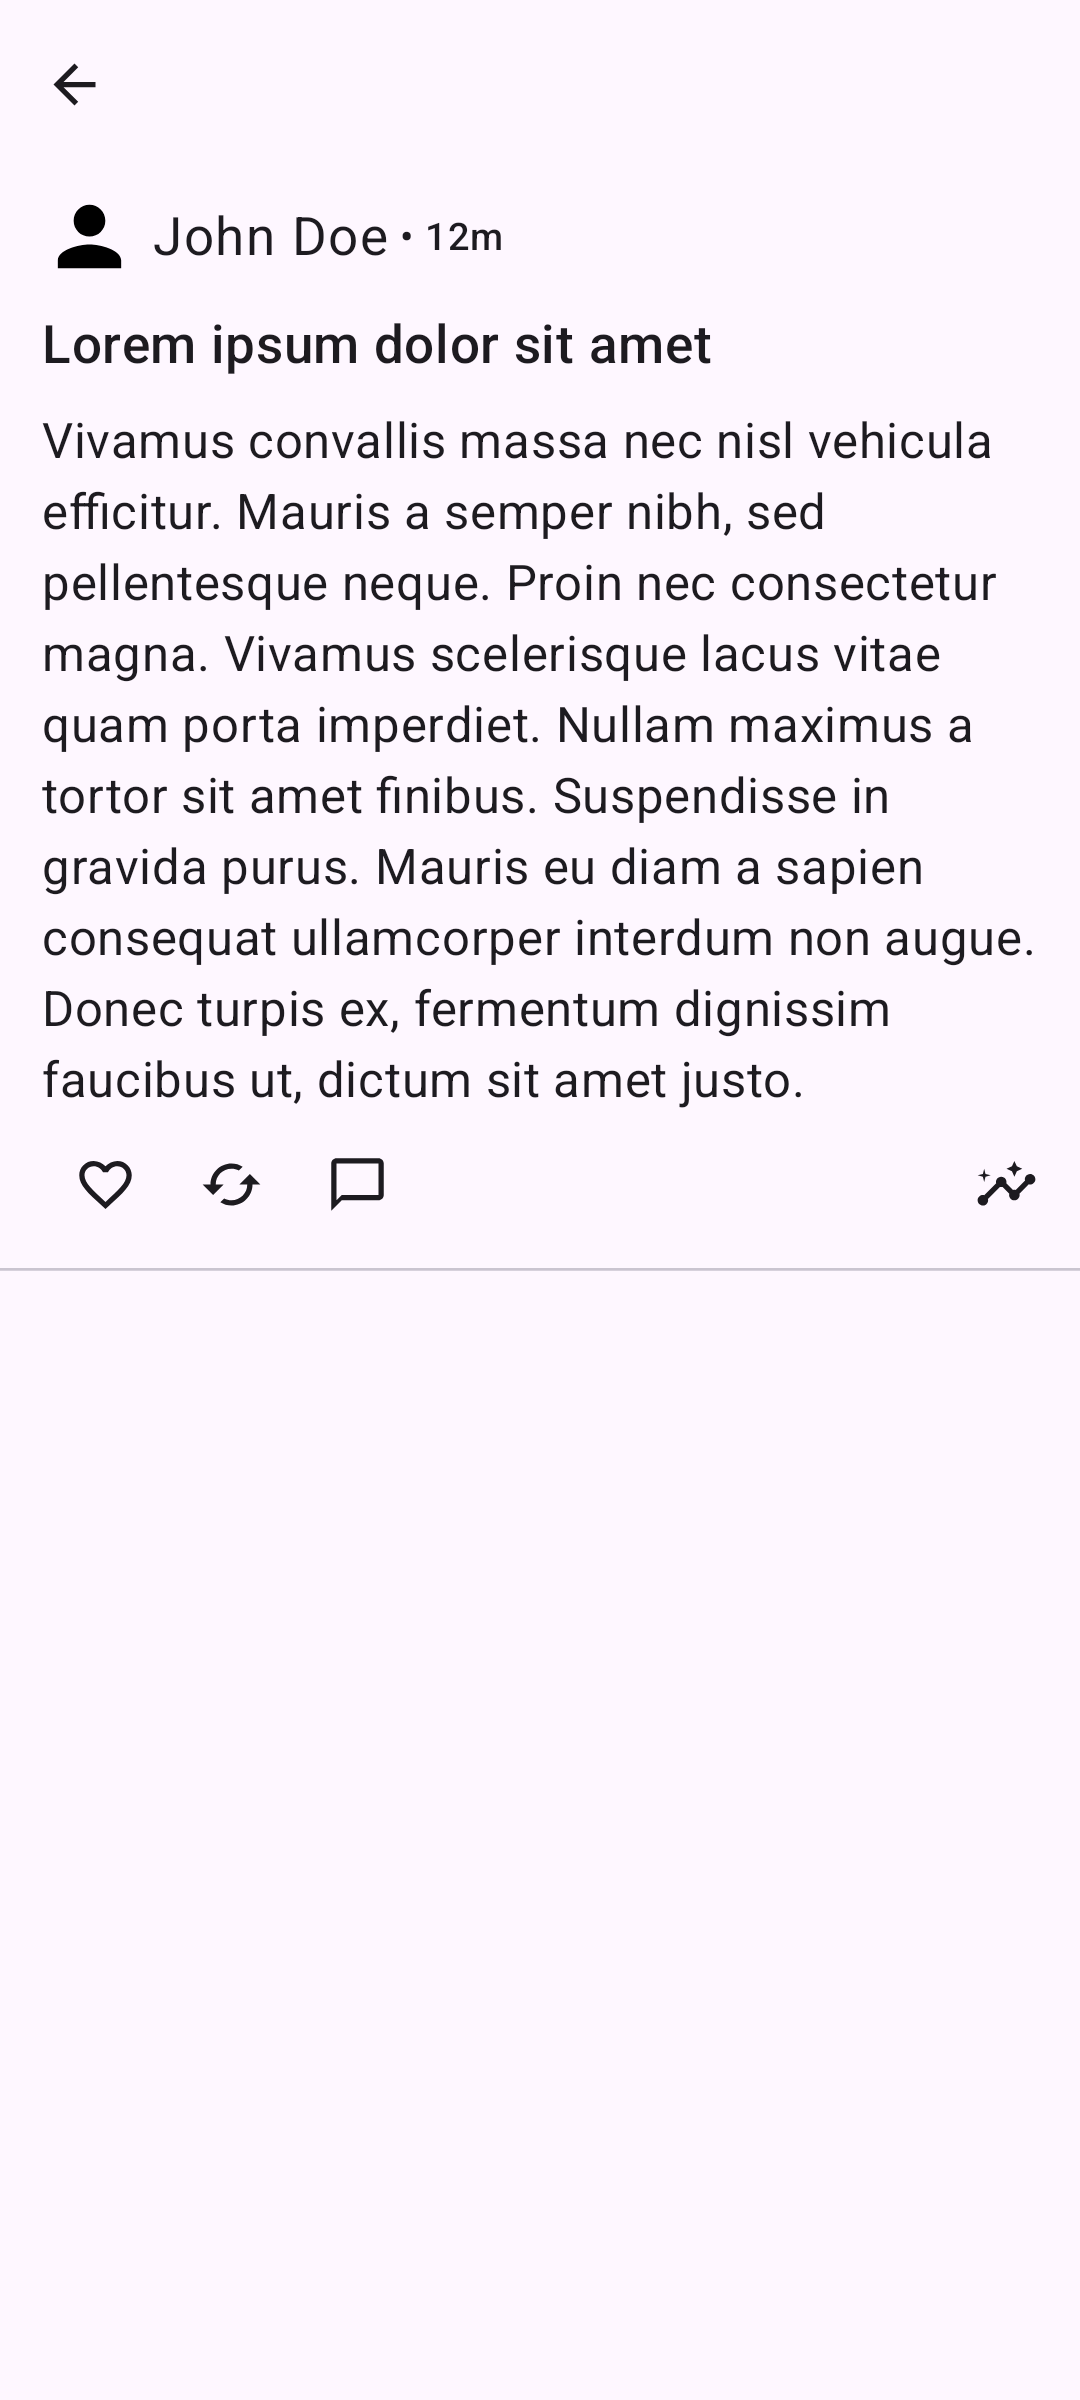 John Doe • 12m
Lorem ipsum dolor sit amet
Vivamus convallis massa nec nisl vehicula
efficitur. Mauris a semper nibh, sed
pellentesque neque. Proin nec consectetur
magna. Vivamus scelerisque lacus vitae
quam porta imperdiet. Nullam maximus a
tortor sit amet finibus. Suspendisse in
gravida purus. Mauris eu diam a sapien
consequat ullamcorper interdum non augue.
Donec turpis ex, fermentum dignissim
faucibus ut, dictum sit amet justo.